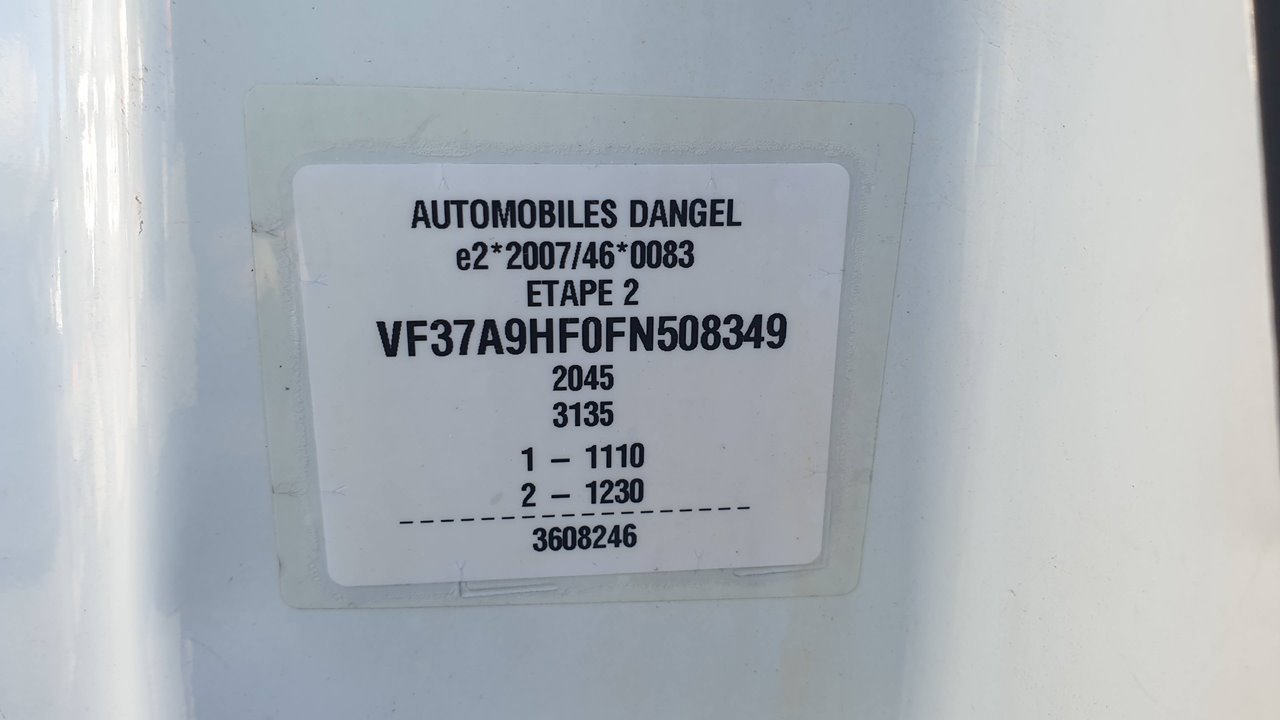 AUTOMOBILES DANGEL
e2*2007/46*0083
ETAPE 2
VF37A9HF0FN508349
2045
3135
1 – 1110
2 – 1230
3608246